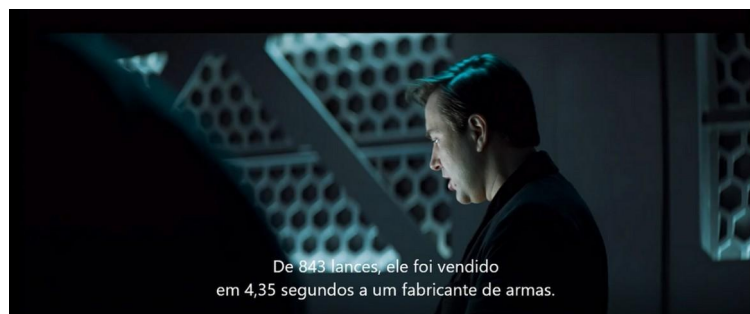 De 843 lances, ele foi vendido
em 4,35 segundos a um fabricante de armas.